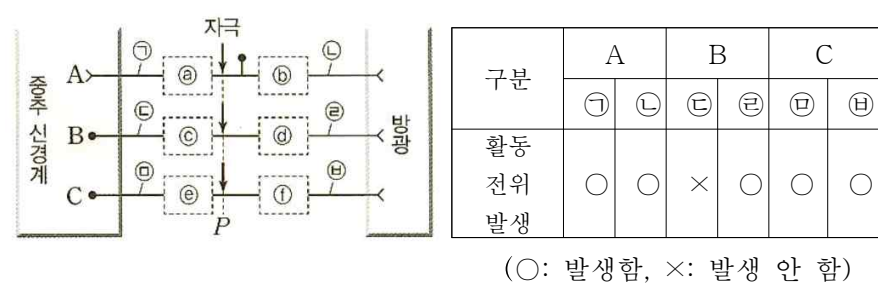 자극
㉠ ㉡
A ⓐ ⓑ
㉢ ㉣
B ⓒ ⓓ
㉤ ㉥
C ⓔ ⓕ
P
중추 신경계
방광
구분 A B C
㉠ ㉡ ㉢ ㉣ ㉤ ㉥
활동
전위
발생
○ ○ × ○ ○ ○
(○: 발생함, ×: 발생 안 함)